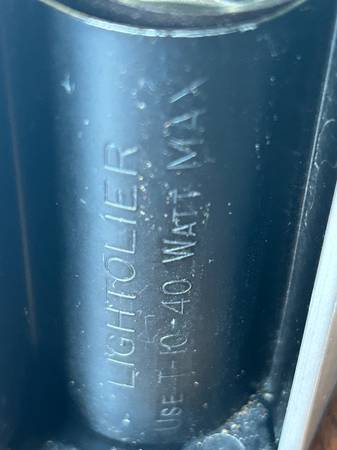 LIGHTOLIER
USE T-10-40 WATT MAX